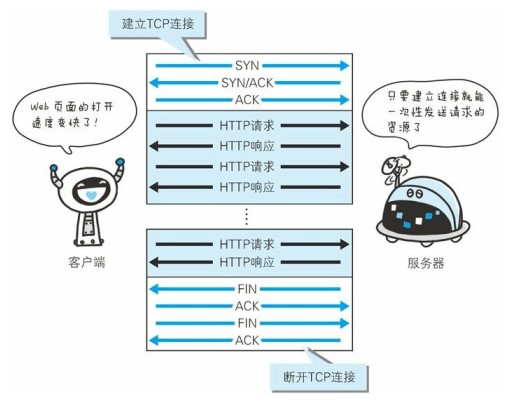 建立TCP连接
SYN
SYN/ACK
ACK
Web 页面的打开
速度变快了!
只要建立连接就能
一次性发送请求的
资源了
HTTP请求
HTTP响应
HTTP请求
HTTP响应
HTTP请求
HTTP响应
客户端
服务器
FIN
ACK
FIN
ACK
断开TCP连接